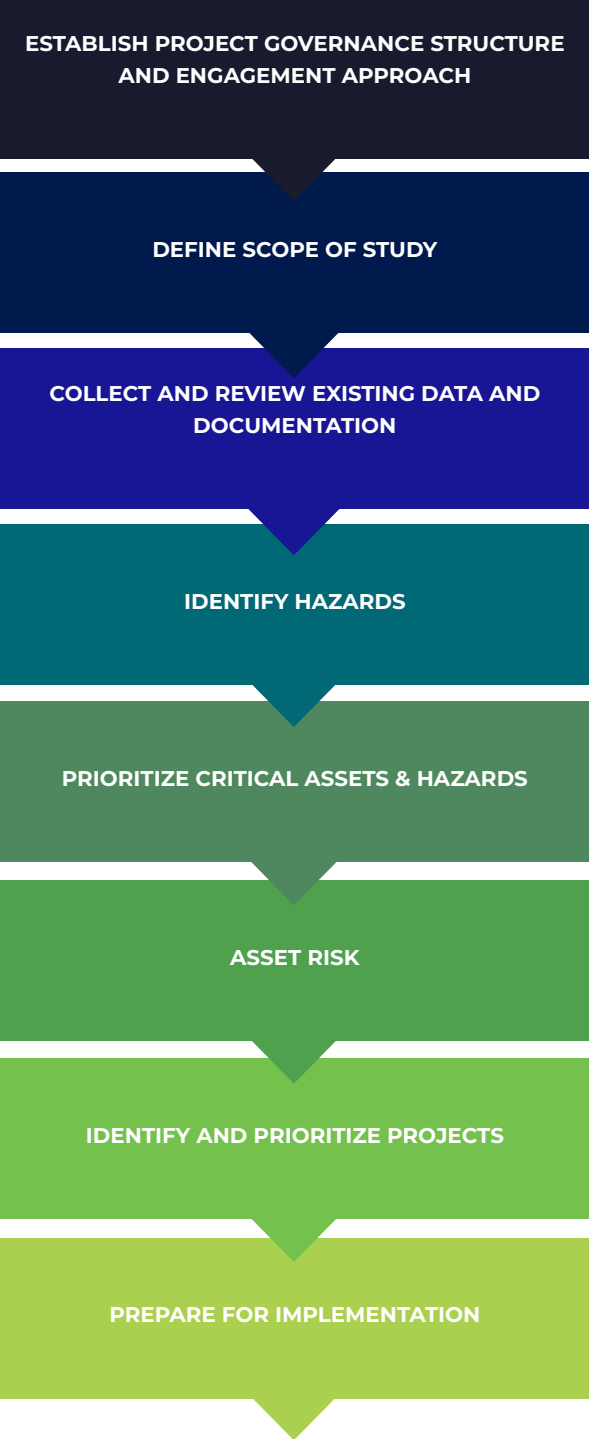 ESTABLISH PROJECT GOVERNANCE STRUCTURE
AND ENGAGEMENT APPROACH
DEFINE SCOPE OF STUDY
COLLECT AND REVIEW EXISTING DATA AND
DOCUMENTATION
IDENTIFY HAZARDS
PRIORITIZE CRITICAL ASSETS & HAZARDS
ASSET RISK
IDENTIFY AND PRIORITIZE PROJECTS
PREPARE FOR IMPLEMENTATION